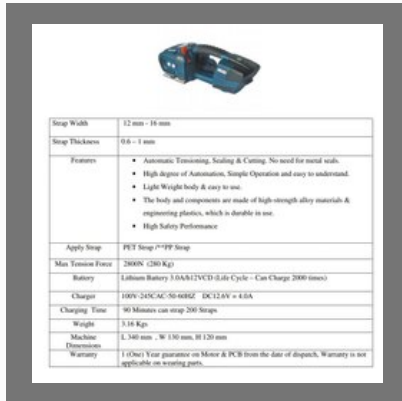 Strap Width 12 mm - 16 mm
Strap Thickness 0.6 – 1 mm
Features • Automatic Tensioning, Sealing & Cutting. No need for metal seals.
• High degree of Automation, Simple Operation and easy to understand.
• Light Weight body & easy to use.
• The body and components are made of high-strength alloy materials &
engineering plastics, which is durable in use.
• High Safety Performance
Apply Strap PET Strap /**PP Strap
Max Tension Force 2800N (280 Kg)
Battery Lithium Battery 3.0Ah12VCD (Life Cycle – Can Charge 2000 times)
Charger 100V-245CAC-50-60HZ DC12.6V × 4.0A
Charging Time 90 Minutes can strap 200 Straps
Weight 3.16 Kgs
Machine L 340 mm , W 130 mm, H 120 mm
Dimensions
Warranty 1 (One) Year guarantee on Motor & PCB from the date of dispatch, Warranty is not
applicable on wearing parts.